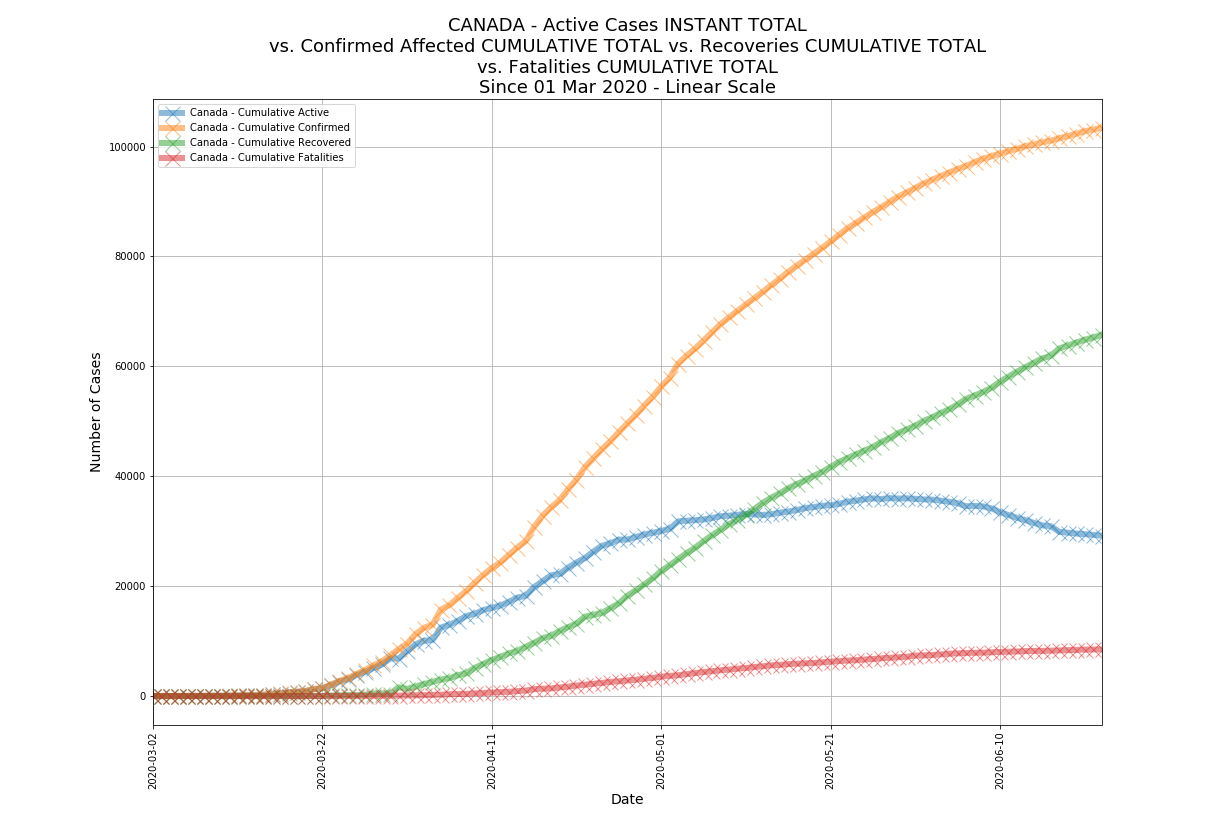 CANADA - Active Cases INSTANT TOTAL
vs. Confirmed Affected CUMULATIVE TOTAL vs. Recoveries CUMULATIVE TOTAL
vs. Fatalities CUMULATIVE TOTAL
Since 01 Mar 2020 - Linear Scale
Canada - Cumulative Active
Canada - Cumulative Confirmed
Canada - Cumulative Recovered
Canada - Cumulative Fatalities
100000
80000
60000
40000
20000
0
Number of Cases
2020-03-02
2020-03-22
2020-04-11
2020-05-01
2020-05-21
2020-06-10
Date